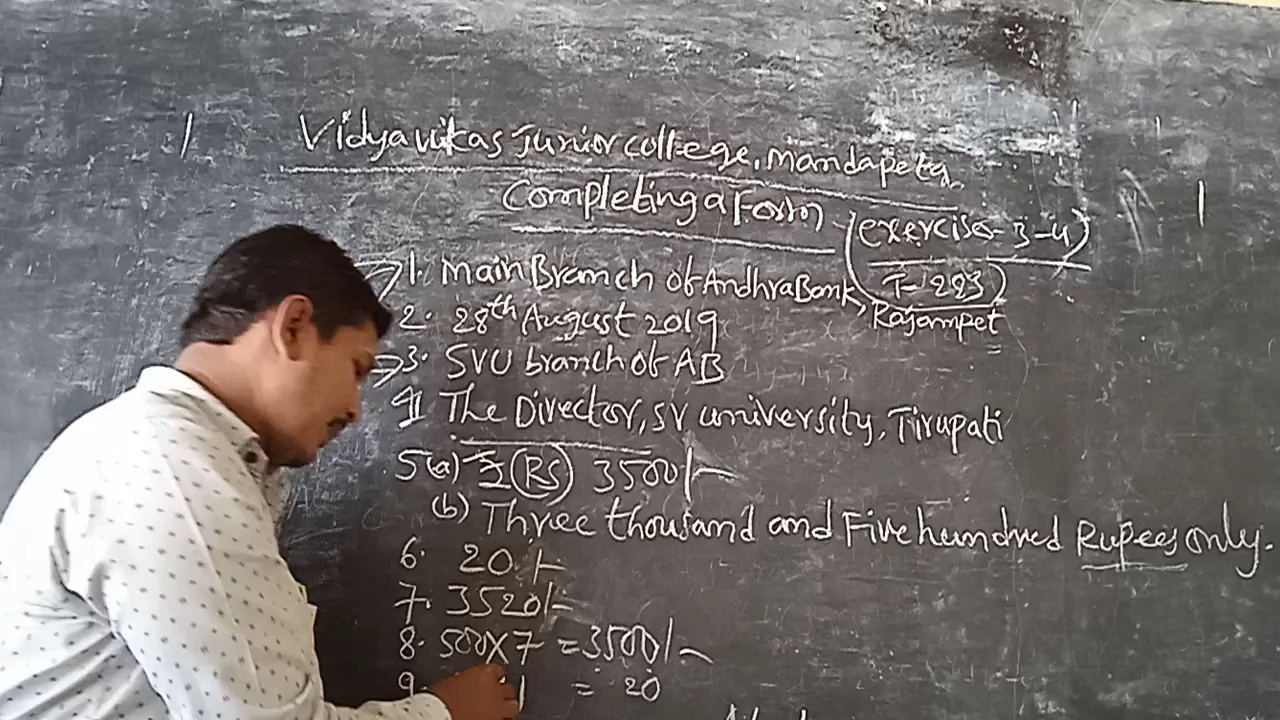 Vidyavikas Junior college, mandapeta.
Completing a Form (exercise-3-4)
1. Main Branch of Andhra Bank, Rajampet
2. 28th August 2019
3. SVU branch of AB
4 The Director, SV university, Tirupati
5(a) (RS) 3500/-
(b) Three thousand and Five hundred Rupees only.
6. 20/-
7. 3520/-
8. 500X7 = 3500/-
9 1 = 20